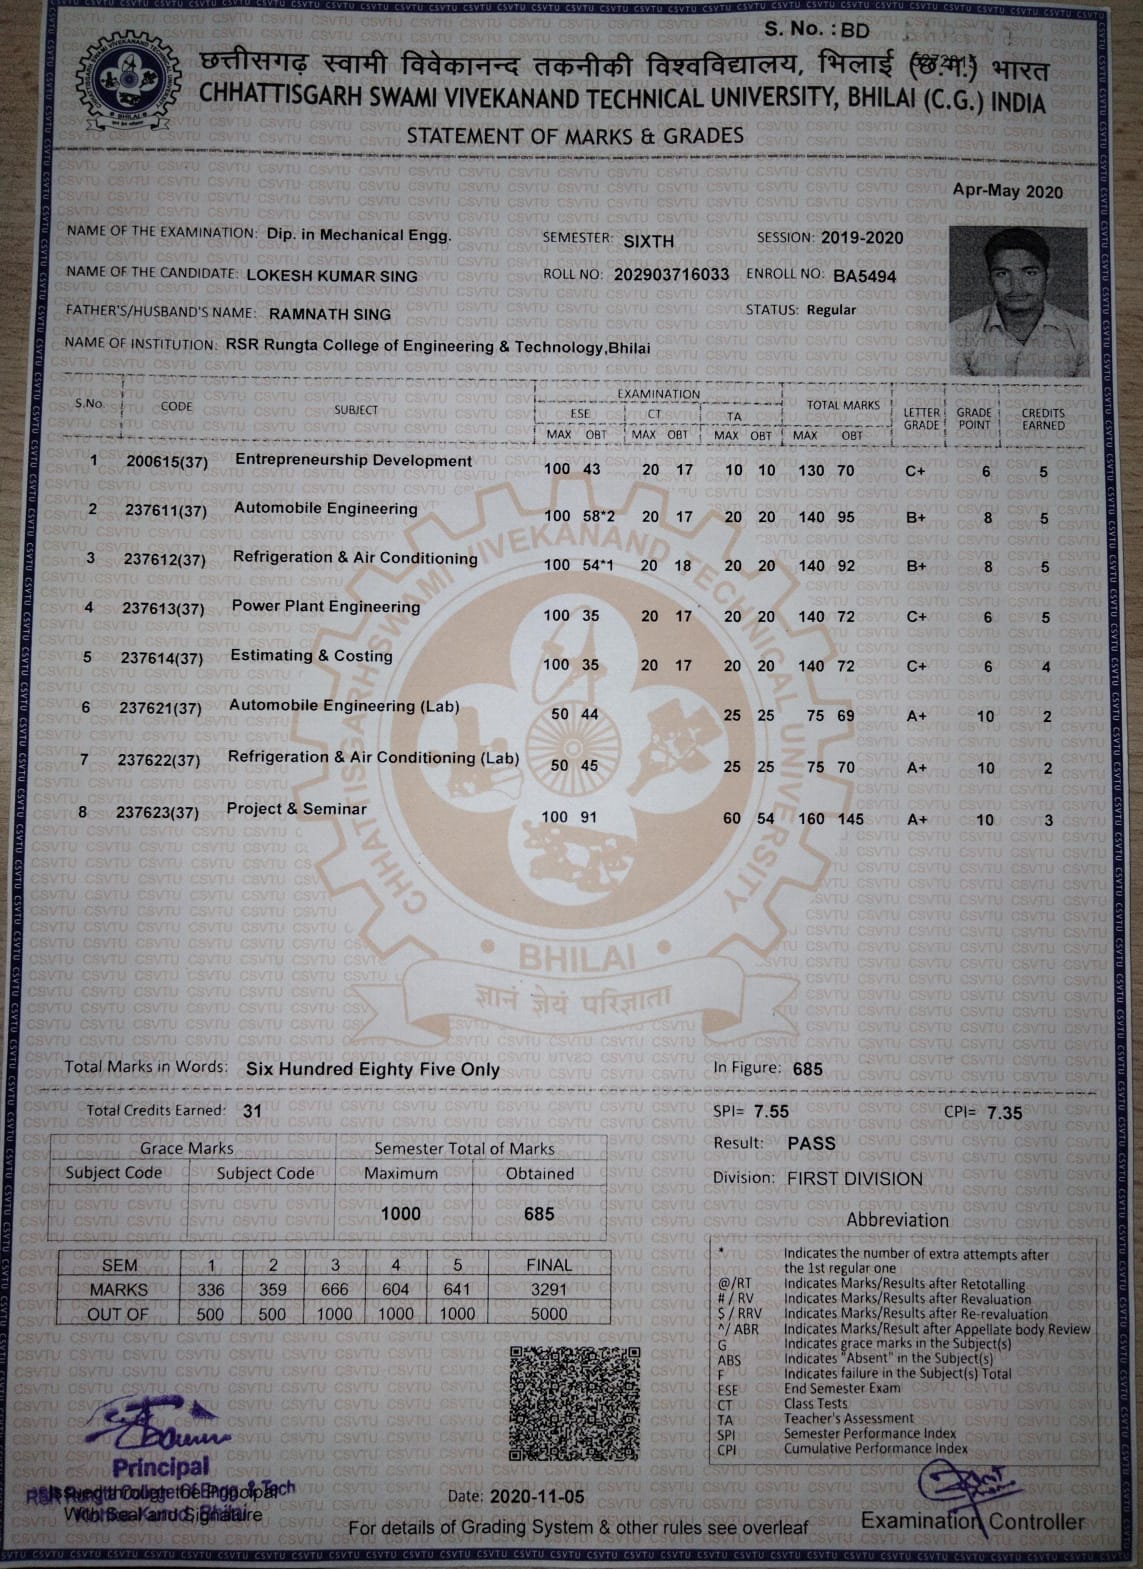 S. No. : BD
छत्तीसगढ़ स्वामी विवेकानन्द तकनीकी विश्वविद्यालय, भिलाई (छ.ग.) भारत
CHHATTISGARH SWAMI VIVEKANAND TECHNICAL UNIVERSITY, BHILAI (C.G.) INDIA
STATEMENT OF MARKS & GRADES
Apr-May 2020
NAME OF THE EXAMINATION: Dip. in Mechanical Engg. SEMESTER: SIXTH SESSION: 2019-2020
NAME OF THE CANDIDATE: LOKESH KUMAR SING ROLL NO: 202903716033 ENROLL NO: BA5494
FATHER'S/HUSBAND'S NAME: RAMNATH SING STATUS: Regular
NAME OF INSTITUTION: RSR Rungta College of Engineering & Technology,Bhilai
S.No. CODE SUBJECT EXAMINATION TOTAL MARKS LETTER GRADE GRADE POINT CREDITS EARNED
ESE CT TA
MAX OBT MAX OBT MAX OBT MAX OBT
1 200615(37) Entrepreneurship Development 100 43 20 17 10 10 130 70 C+ 6 5
2 237611(37) Automobile Engineering 100 58*2 20 17 20 20 140 95 B+ 8 5
3 237612(37) Refrigeration & Air Conditioning 100 54*1 20 18 20 20 140 92 B+ 8 5
4 237613(37) Power Plant Engineering 100 35 20 17 20 20 140 72 C+ 6 5
5 237614(37) Estimating & Costing 100 35 20 17 20 20 140 72 C+ 6 4
6 237621(37) Automobile Engineering (Lab) 50 44 25 25 75 69 A+ 10 2
7 237622(37) Refrigeration & Air Conditioning (Lab) 50 45 25 25 75 70 A+ 10 2
8 237623(37) Project & Seminar 100 91 60 54 160 145 A+ 10 3
CHHATTISGARH SWAMI VIVEKANAND TECHNICAL UNIVERSITY
BHILAI
ज्ञानं ज्ञेयं परिज्ञाता
Total Marks in Words: Six Hundred Eighty Five Only In Figure: 685
Total Credits Earned: 31 SPI= 7.55 CPI= 7.35
Grace Marks Semester Total of Marks
Subject Code Subject Code Maximum Obtained
1000 685
Result: PASS
Division: FIRST DIVISION
SEM 1 2 3 4 5 FINAL
MARKS 336 359 666 604 641 3291
OUT OF 500 500 1000 1000 1000 5000
Abbreviation
* Indicates the number of extra attempts after
the 1st regular one
@/RT Indicates Marks/Results after Retotalling
# / RV Indicates Marks/Results after Revaluation
$ / RRV Indicates Marks/Results after Re-revaluation
^/ ABR Indicates Marks/Result after Appellate body Review
G Indicates grace marks in the Subject(s)
ABS Indicates "Absent" in the Subject(s)
F Indicates failure in the Subject(s) Total
ESE End Semester Exam
CT Class Tests
TA Teacher's Assessment
SPI Semester Performance Index
CPI Cumulative Performance Index
Principal
Issued through the Principal
With Seal and Signature
Date: 2020-11-05
For details of Grading System & other rules see overleaf
Examination Controller